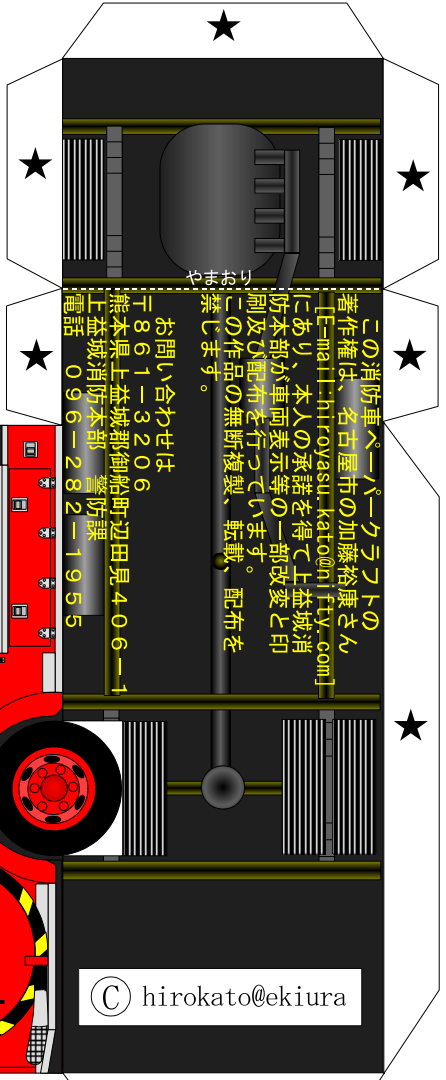 やまおり
この消防車ペーパークラフトの
著作権は、名古屋市の加藤裕康さん
[E-mail:hiroyasu.kato@nifty.com]
にあり、本人の承諾を得て上益城消
防本部が車両表示等の一部改変と印
刷及び配布を行っています。
この作品の無断複製、転載、配布を
禁じます。
お問い合わせは
〒861-3206
熊本県上益城郡御船町辺田見406-1
上益城消防本部 警防課
電話 096-282-1955
Ⓒ hirokato@ekiura